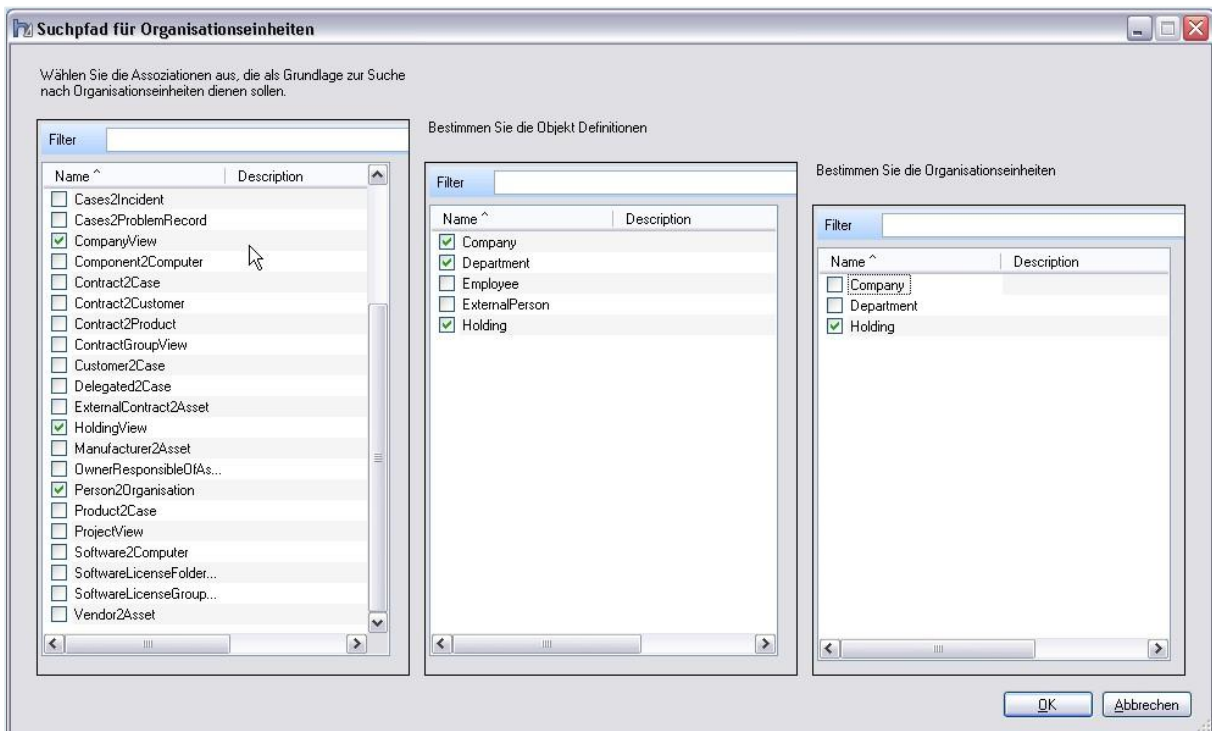 Suchpfad für Organisationseinheiten
Wählen Sie die Assoziationen aus, die als Grundlage zur Suche
nach Organisationseinheiten dienen sollen.
Filter
Name ^ Description
Cases2Incident
Cases2ProblemRecord
CompanyView
Component2Computer
Contract2Case
Contract2Customer
Contract2Product
ContractGroupView
Customer2Case
Delegated2Case
ExternalContract2Asset
HoldingView
Manufacturer2Asset
OwnerResponsibleOfAs...
Person2Organisation
Product2Case
ProjectView
Software2Computer
SoftwareLicenseFolder...
SoftwareLicenseGroup...
Vendor2Asset
Bestimmen Sie die Objekt Definitionen
Filter
Name ^ Description
Company
Department
Employee
ExternalPerson
Holding
Bestimmen Sie die Organisationseinheiten
Filter
Name ^ Description
Company
Department
Holding
OK Abbrechen